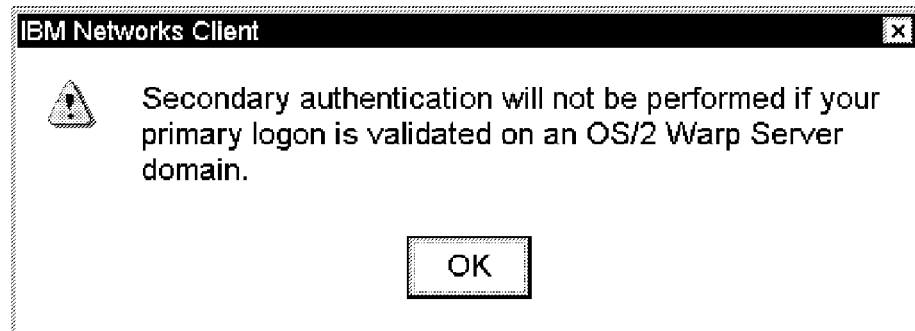 IBM Networks Client
Secondary authentication will not be performed if your
primary logon is validated on an OS/2 Warp Server
domain.
OK